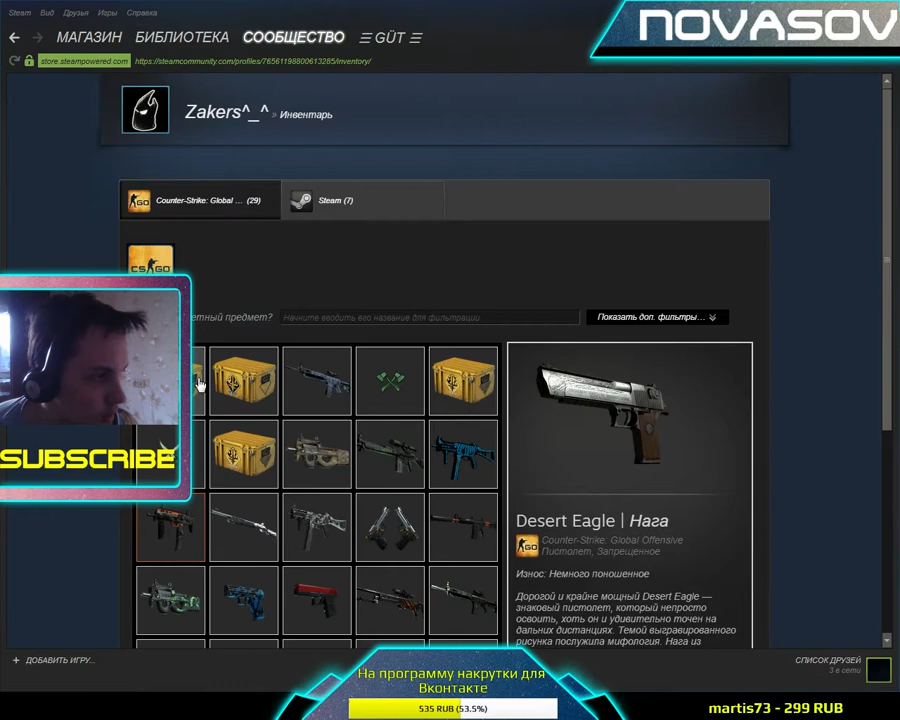 Steam Вид Друзья Игры Справка
NOVASOV
МАГАЗИН БИБЛИОТЕКА СООБЩЕСТВО GÜT
store.steampowered.com https://steamcommunity.com/profiles/76561198800613285/inventory/
Zakers^_^ » Инвентарь
Counter-Strike: Global ... (29) Steam (7)
CS:GO
етный предмет? Начните вводить его название для фильтрации Показать доп. фильтры...
SUBSCRIBE
Desert Eagle | Нага
Counter-Strike: Global Offensive
Пистолет, Запрещенное
Износ: Немного поношенное
Дорогой и крайне мощный Desert Eagle —
знаковый пистолет, который непросто
освоить, хоть он и удивительно точен на
дальних дистанциях. Темой выгравированного
рисунка послужила мифология. Нага из
+ ДОБАВИТЬ ИГРУ...
СПИСОК ДРУЗЕЙ
3 в сети
На программу накрутки для
Вконтакте
535 RUB (53.5%)
martis73 - 299 RUB